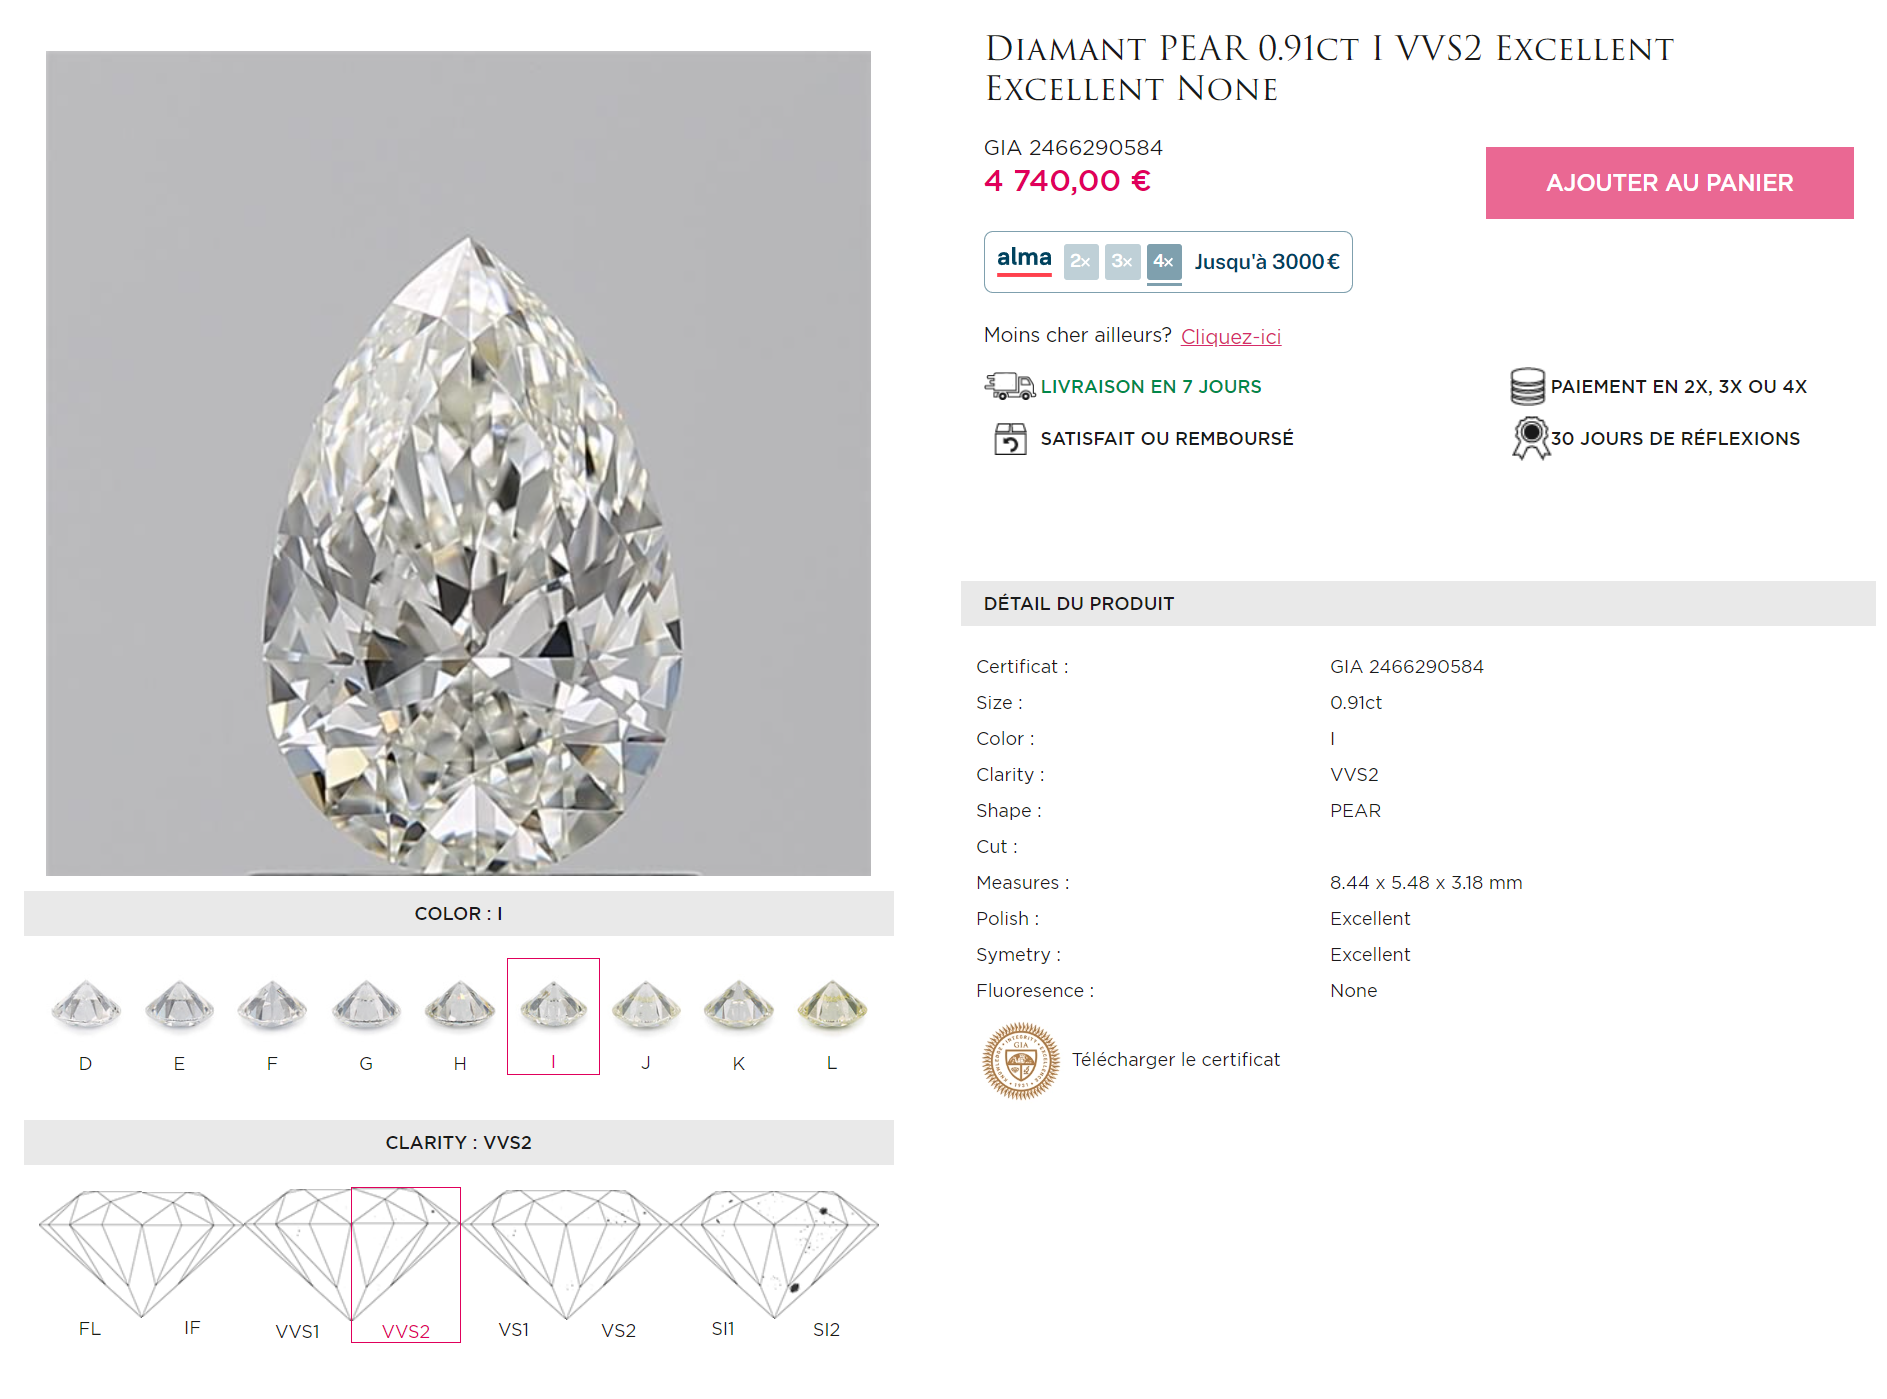 Diamant PEAR 0.91ct I VVS2 Excellent
Excellent None
GIA 2466290584
4 740,00 €
AJOUTER AU PANIER
alma 2x 3x 4x Jusqu'à 3000€
Moins cher ailleurs? Cliquez-ici
LIVRAISON EN 7 JOURS
PAIEMENT EN 2X, 3X OU 4X
SATISFAIT OU REMBOURSÉ
30 JOURS DE RÉFLEXIONS
DÉTAIL DU PRODUIT
Certificat : GIA 2466290584
Size : 0.91ct
Color : I
Clarity : VVS2
Shape : PEAR
Cut :
Measures : 8.44 x 5.48 x 3.18 mm
Polish : Excellent
Symetry : Excellent
Fluoresence : None
GIA
Télécharger le certificat
COLOR : I
D E F G H I J K L
CLARITY : VVS2
FL IF VVS1 VVS2 VS1 VS2 SI1 SI2